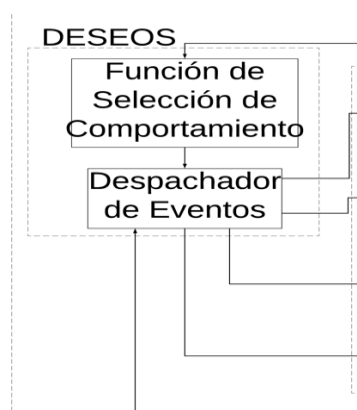 DESEOS
Función de
Selección de
Comportamiento
Despachador
de Eventos